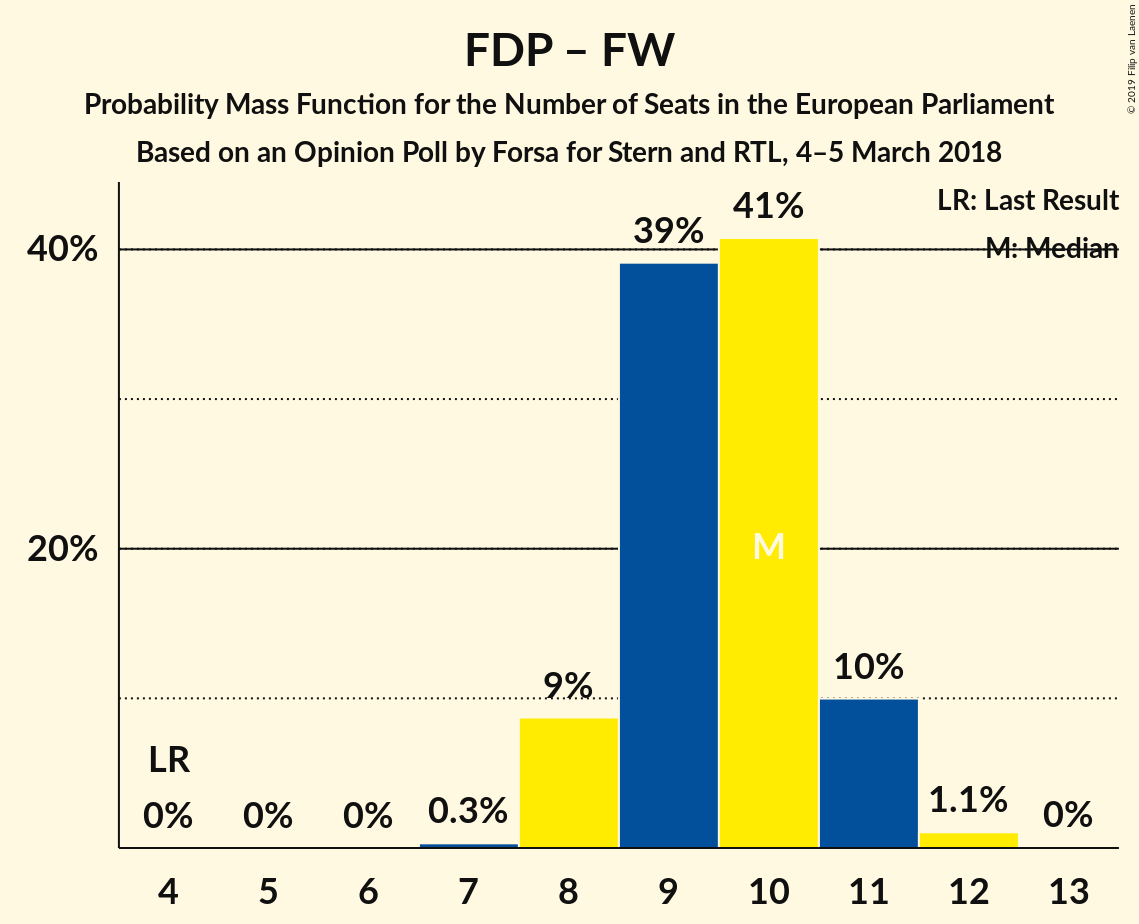 FDP – FW
Probability Mass Function for the Number of Seats in the European Parliament
Based on an Opinion Poll by Forsa for Stern and RTL, 4–5 March 2018
© 2019 Filip van Laenen
LR: Last Result
M: Median
40%
20%
LR
0%
0%
0%
0.3%
9%
39%
41%
M
10%
1.1%
0%
4 5 6 7 8 9 10 11 12 13